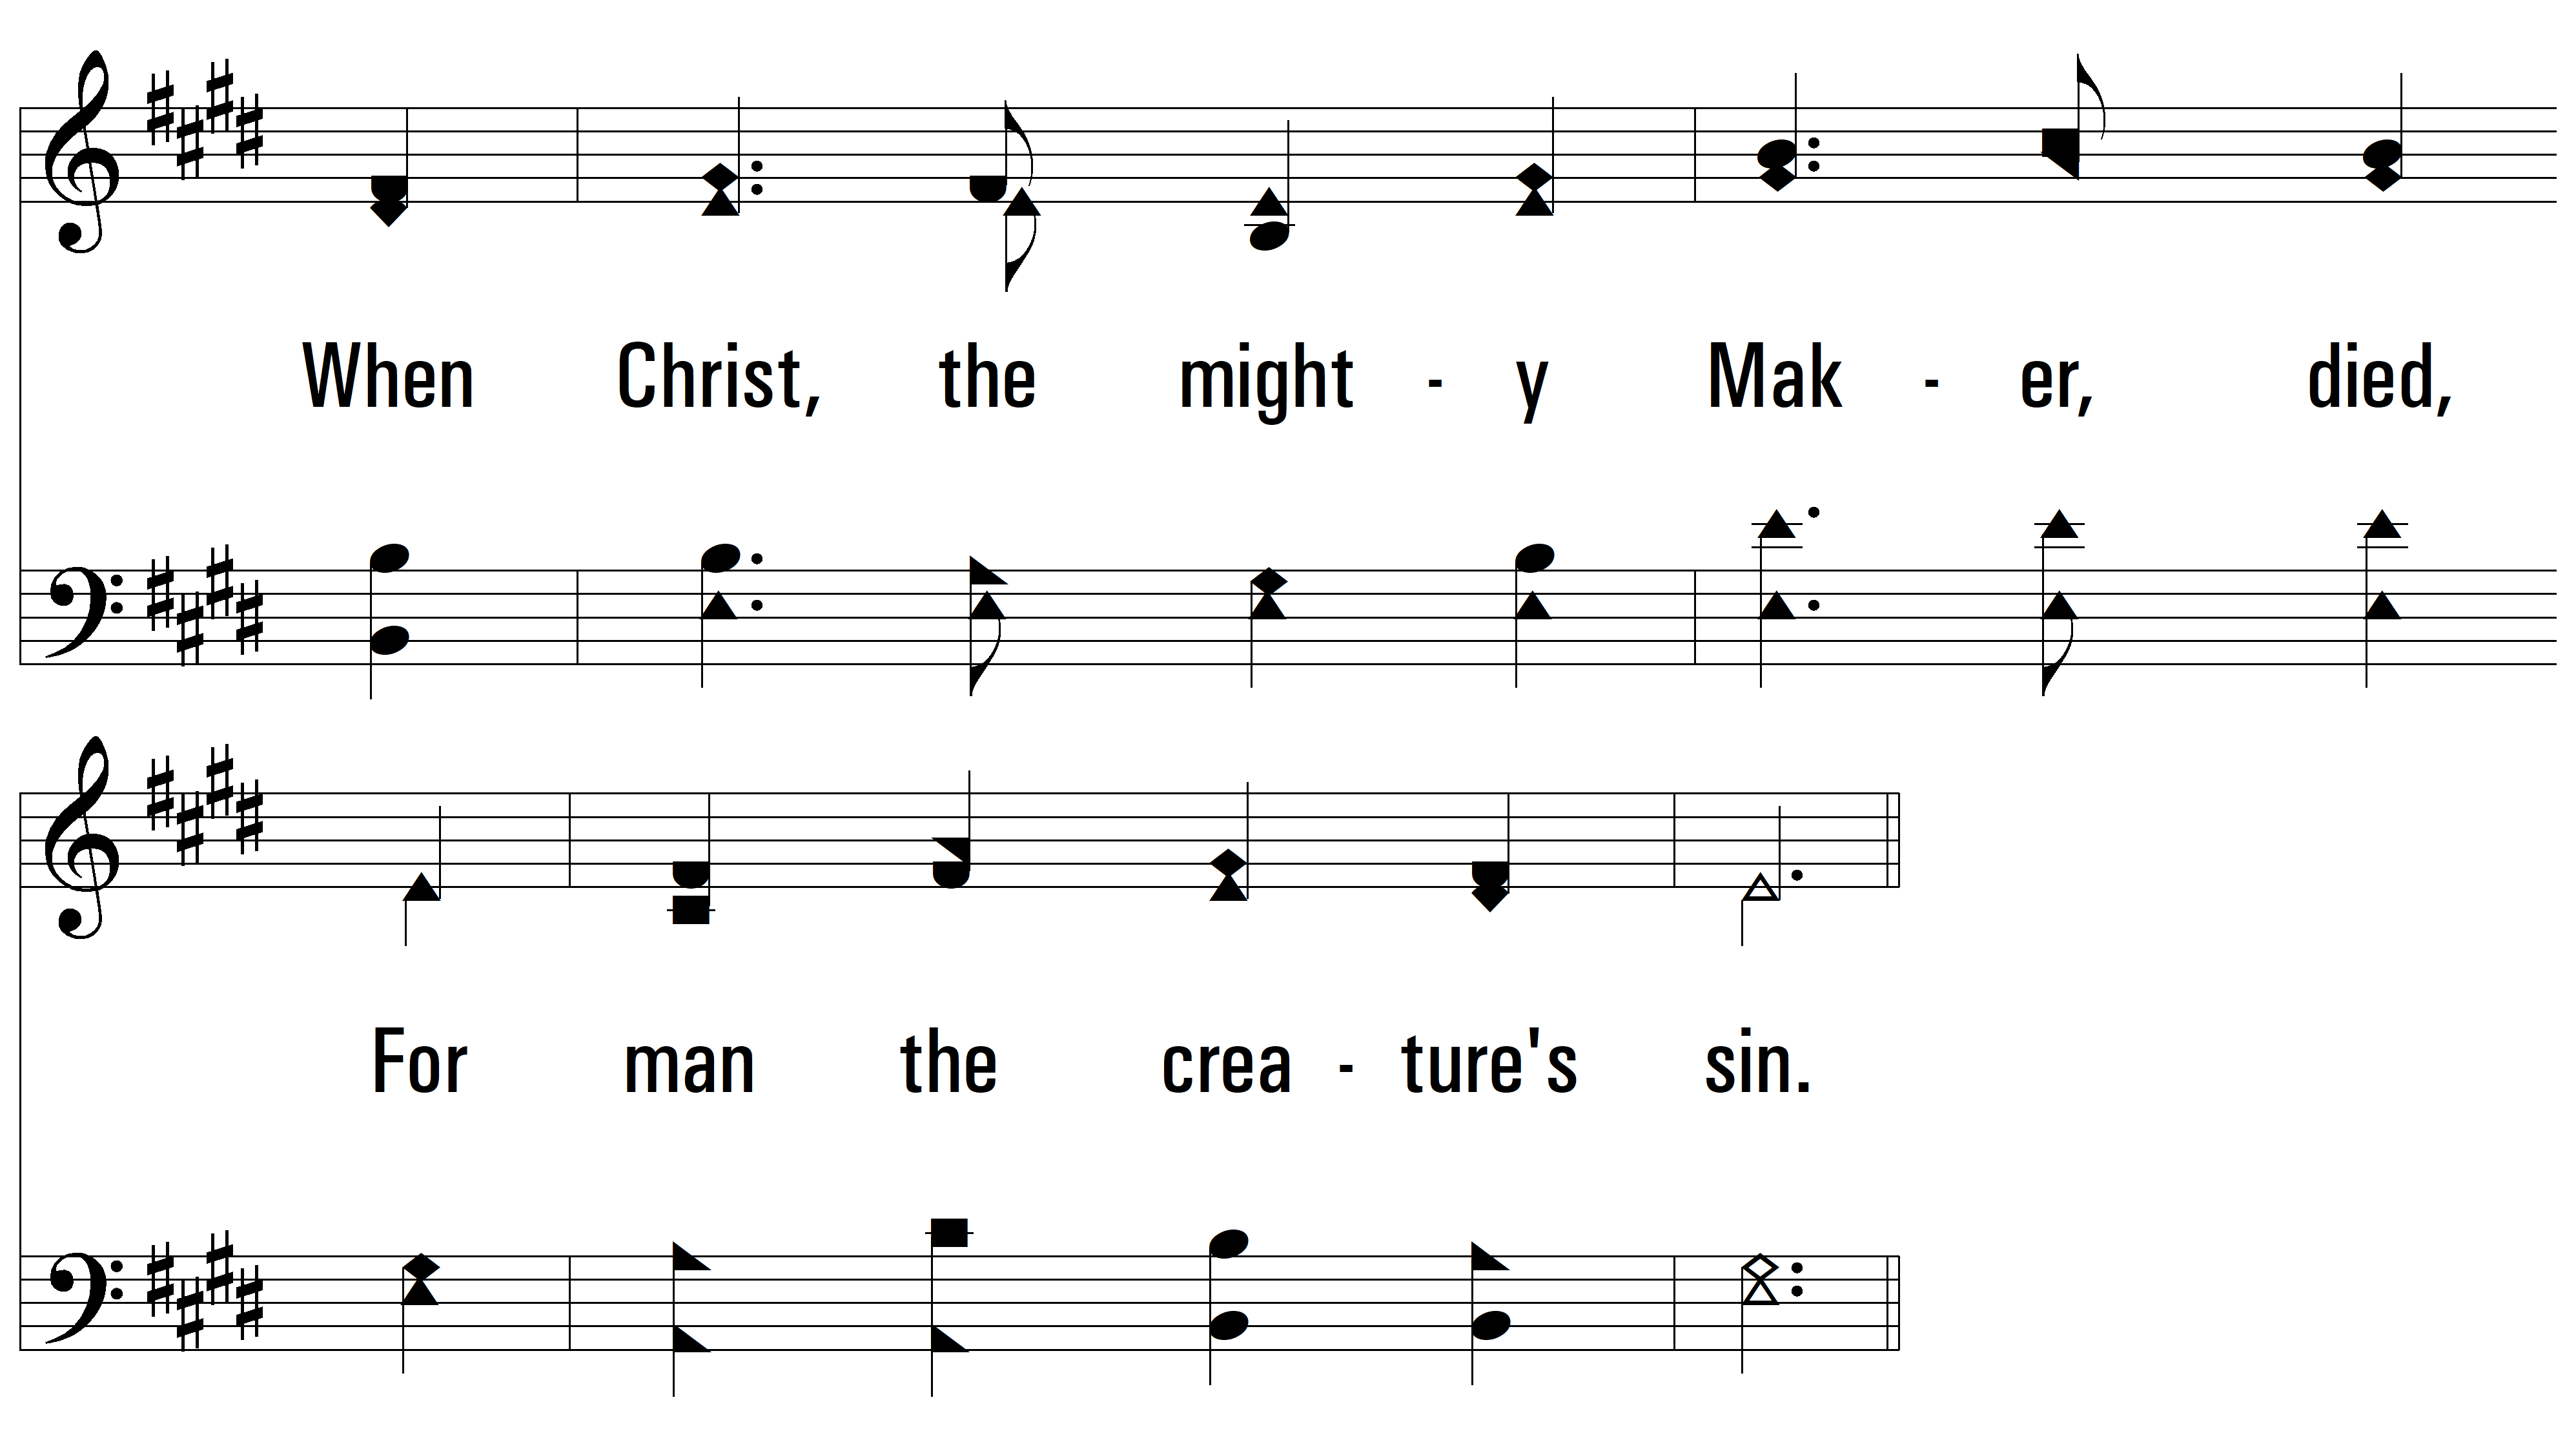 When Christ, the might - y Mak - er, died,
For man the crea - ture's sin.